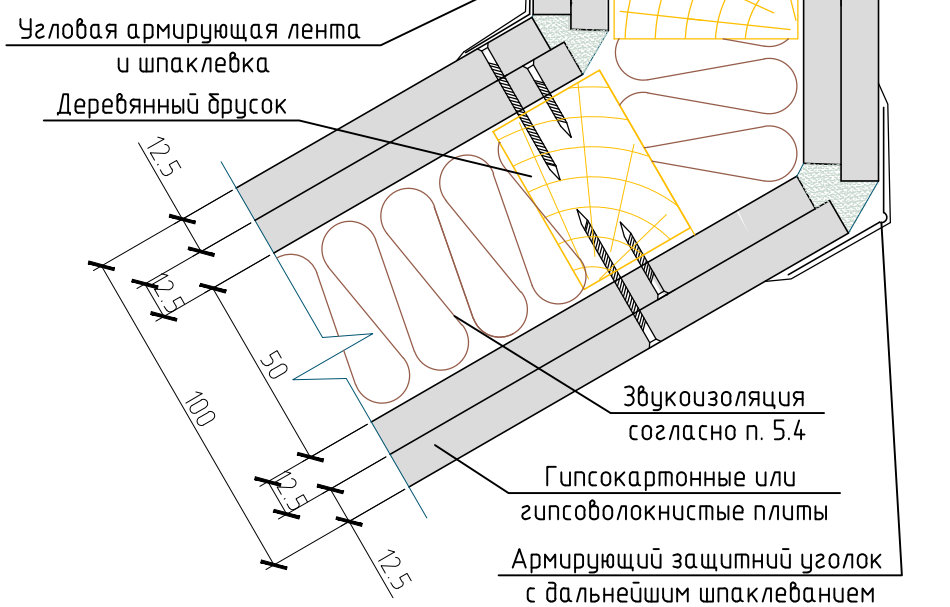 Угловая армирующая лента
и шпаклевка
Деревянный брусок
12.5
12.5
50
100
12.5
12.5
Звукоизоляция
согласно п. 5.4
Гипсокартонные или
гипсоволокнистые плиты
Армирующий защитний уголок
с дальнейшим шпаклеванием